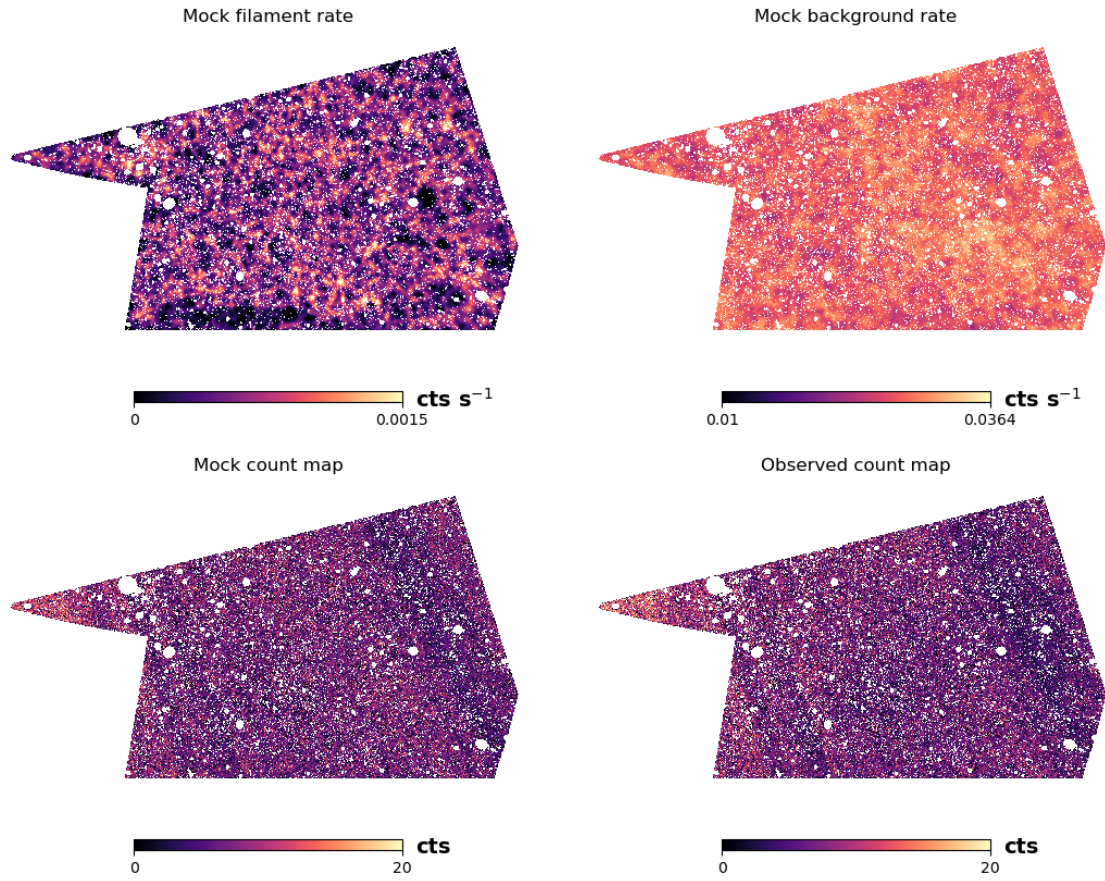 Mock filament rate
Mock background rate
cts s⁻¹
0 0.0015
cts s⁻¹
0.01 0.0364
Mock count map
Observed count map
cts
0 20
cts
0 20